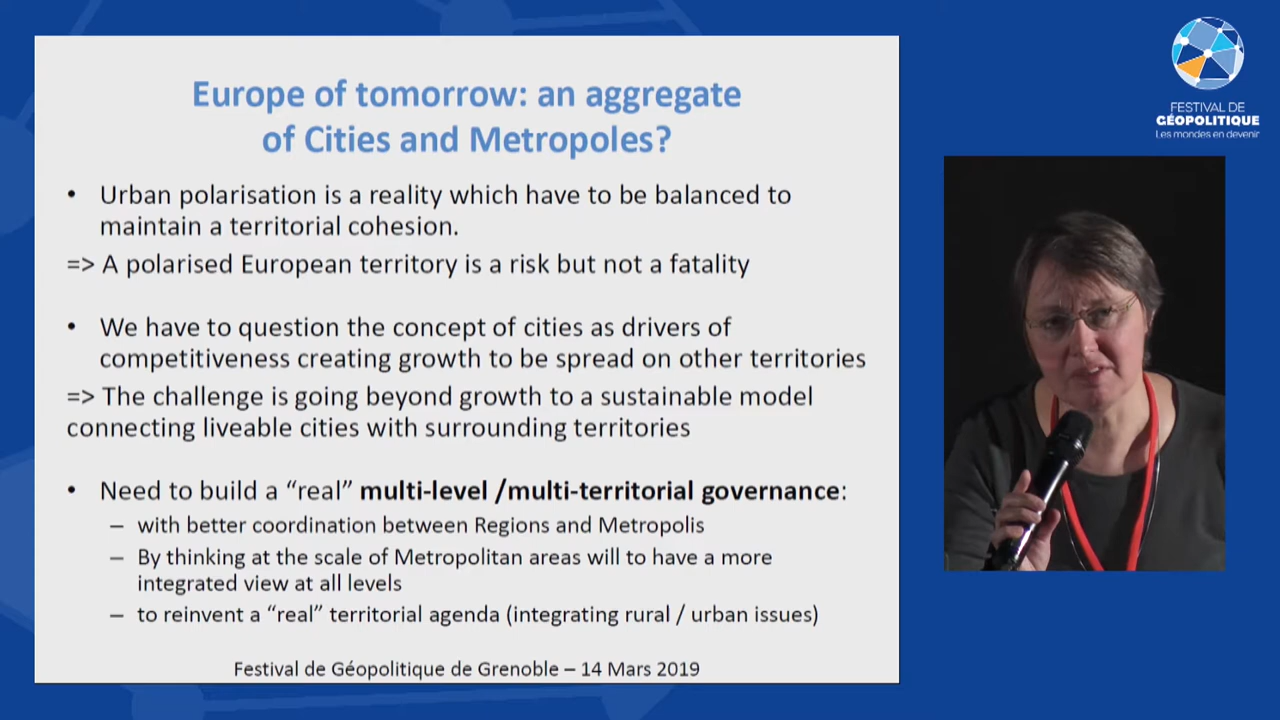 Europe of tomorrow: an aggregate
of Cities and Metropoles?
• Urban polarisation is a reality which have to be balanced to
maintain a territorial cohesion.
=> A polarised European territory is a risk but not a fatality
• We have to question the concept of cities as drivers of
competitiveness creating growth to be spread on other territories
=> The challenge is going beyond growth to a sustainable model
connecting liveable cities with surrounding territories
• Need to build a “real” multi-level /multi-territorial governance:
– with better coordination between Regions and Metropolis
– By thinking at the scale of Metropolitan areas will to have a more
integrated view at all levels
– to reinvent a “real” territorial agenda (integrating rural / urban issues)
Festival de Géopolitique de Grenoble – 14 Mars 2019
FESTIVAL DE
GÉOPOLITIQUE
Les mondes en devenir